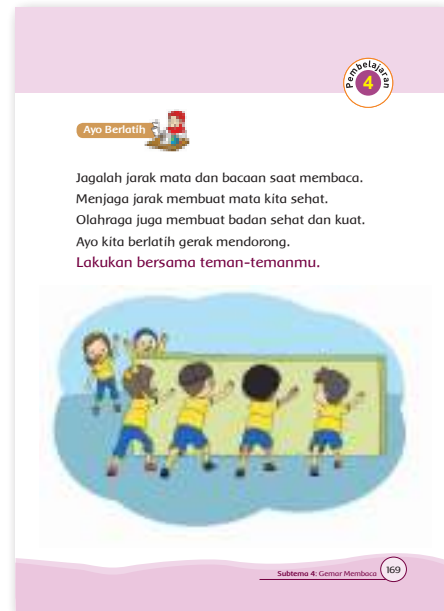 Pembelajaran
4
Ayo Berlatih
Jagalah jarak mata dan bacaan saat membaca.
Menjaga jarak membuat mata kita sehat.
Olahraga juga membuat badan sehat dan kuat.
Ayo kita berlatih gerak mendorong.
Lakukan bersama teman-temanmu.
Subtema 4: Gemar Membaca
169